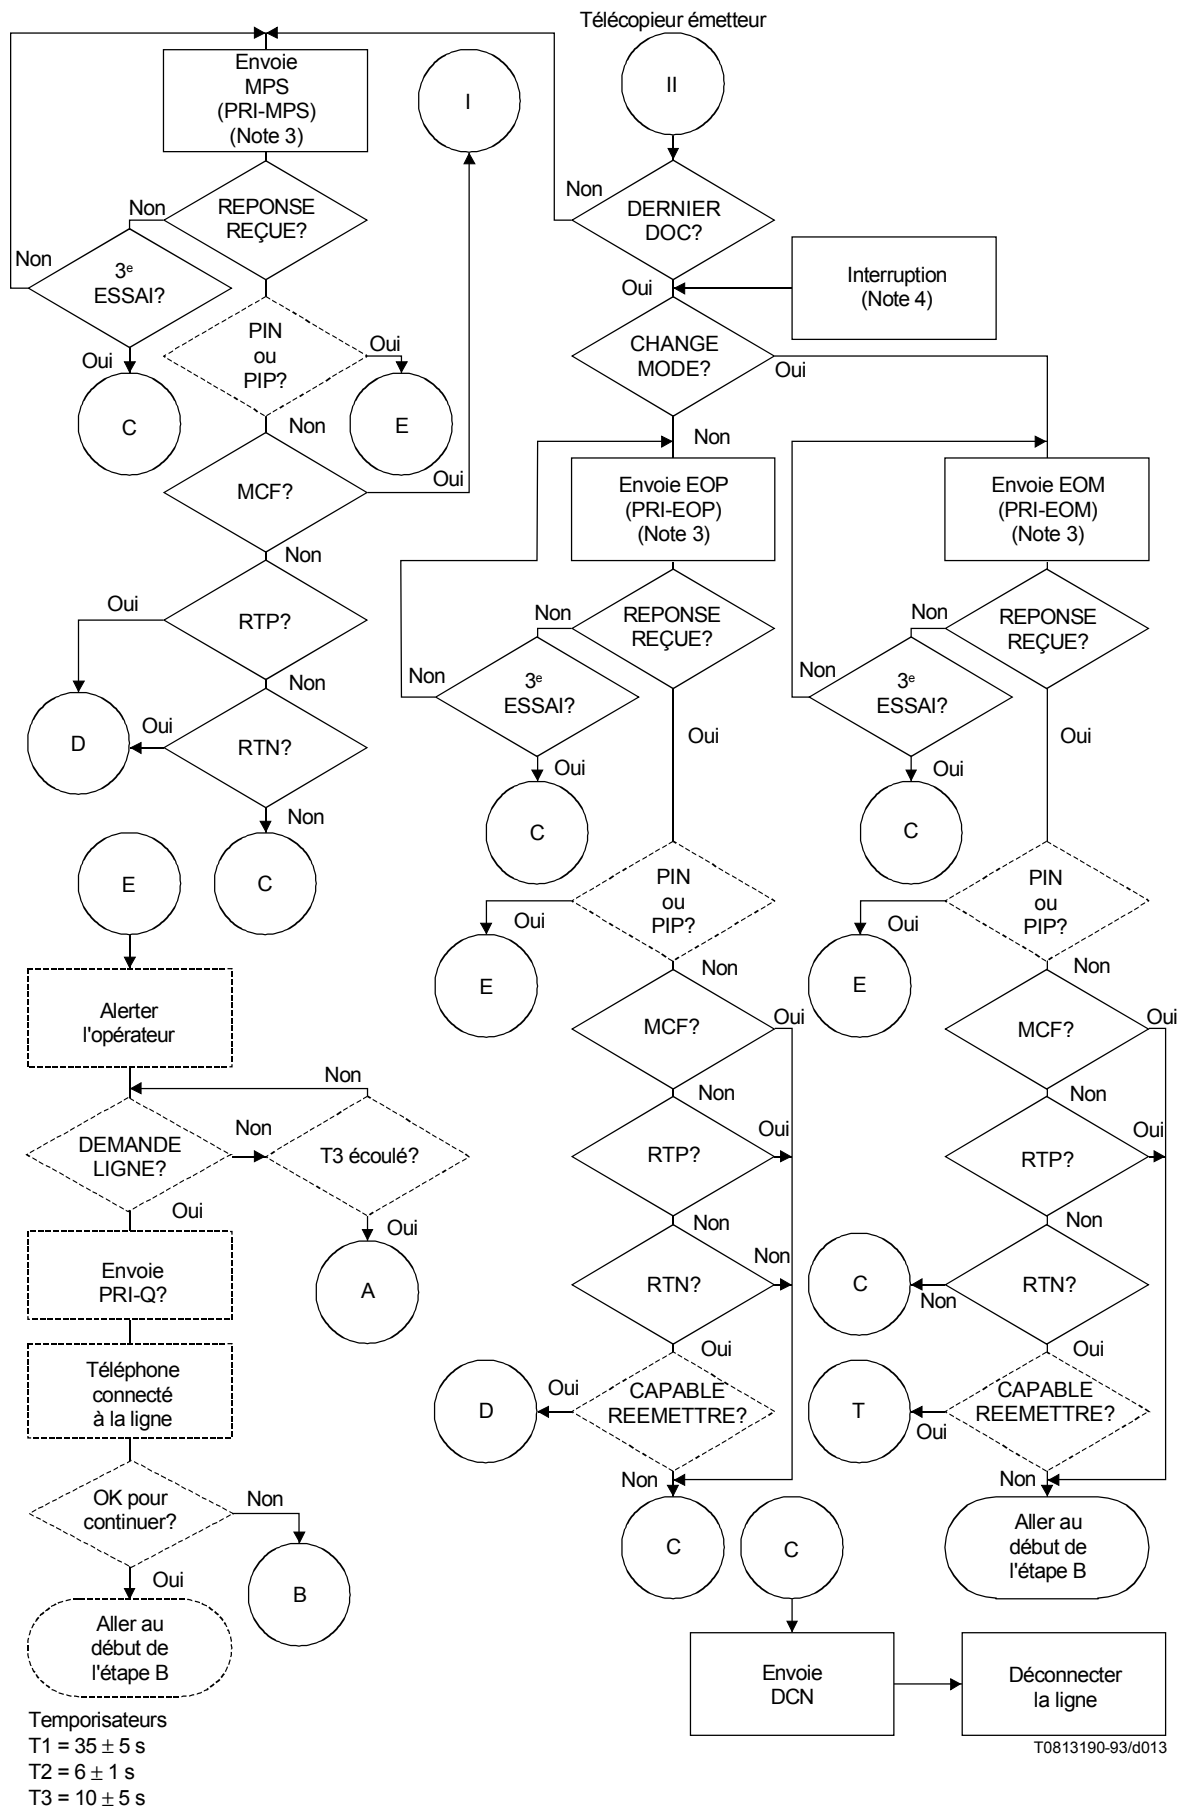 Télécopieur émetteur
Envoie
MPS
(PRI-MPS)
(Note 3)
I
II
Non
REPONSE
REÇUE?
Non
3e
ESSAI?
Oui
C
PIN
ou
PIP?
Oui
E
Non
MCF?
Oui
Non
RTP?
Oui
Non
RTN?
Oui
D
Non
C
Non
DERNIER
DOC?
Oui
Interruption
(Note 4)
CHANGE
MODE?
Oui
Non
Envoie EOP
(PRI-EOP)
(Note 3)
Non
REPONSE
REÇUE?
Non
3e
ESSAI?
Oui
Oui
C
PIN
ou
PIP?
Oui
E
Non
MCF?
Oui
Non
RTP?
Oui
Non
RTN?
Non
Oui
CAPABLE
REEMETTRE?
Oui
D
Non
C
Envoie EOM
(PRI-EOM)
(Note 3)
Non
REPONSE
REÇUE?
Non
3e
ESSAI?
Oui
Oui
C
PIN
ou
PIP?
Oui
E
Non
MCF?
Oui
Non
RTP?
Oui
Non
RTN?
C
Non
Oui
CAPABLE
REEMETTRE?
T
Oui
Non
Aller au
début de
l'étape B
E
Alerter
l'opérateur
Non
DEMANDE
LIGNE?
Non
T3 écoulé?
Oui
Oui
A
Envoie
PRI-Q?
Téléphone
connecté
à la ligne
OK pour
continuer?
Non
B
Oui
Aller au
début de
l'étape B
C
Envoie
DCN
Déconnecter
la ligne
Temporisateurs
T1 = 35 ± 5 s
T2 = 6 ± 1 s
T3 = 10 ± 5 s
T0813190-93/d013